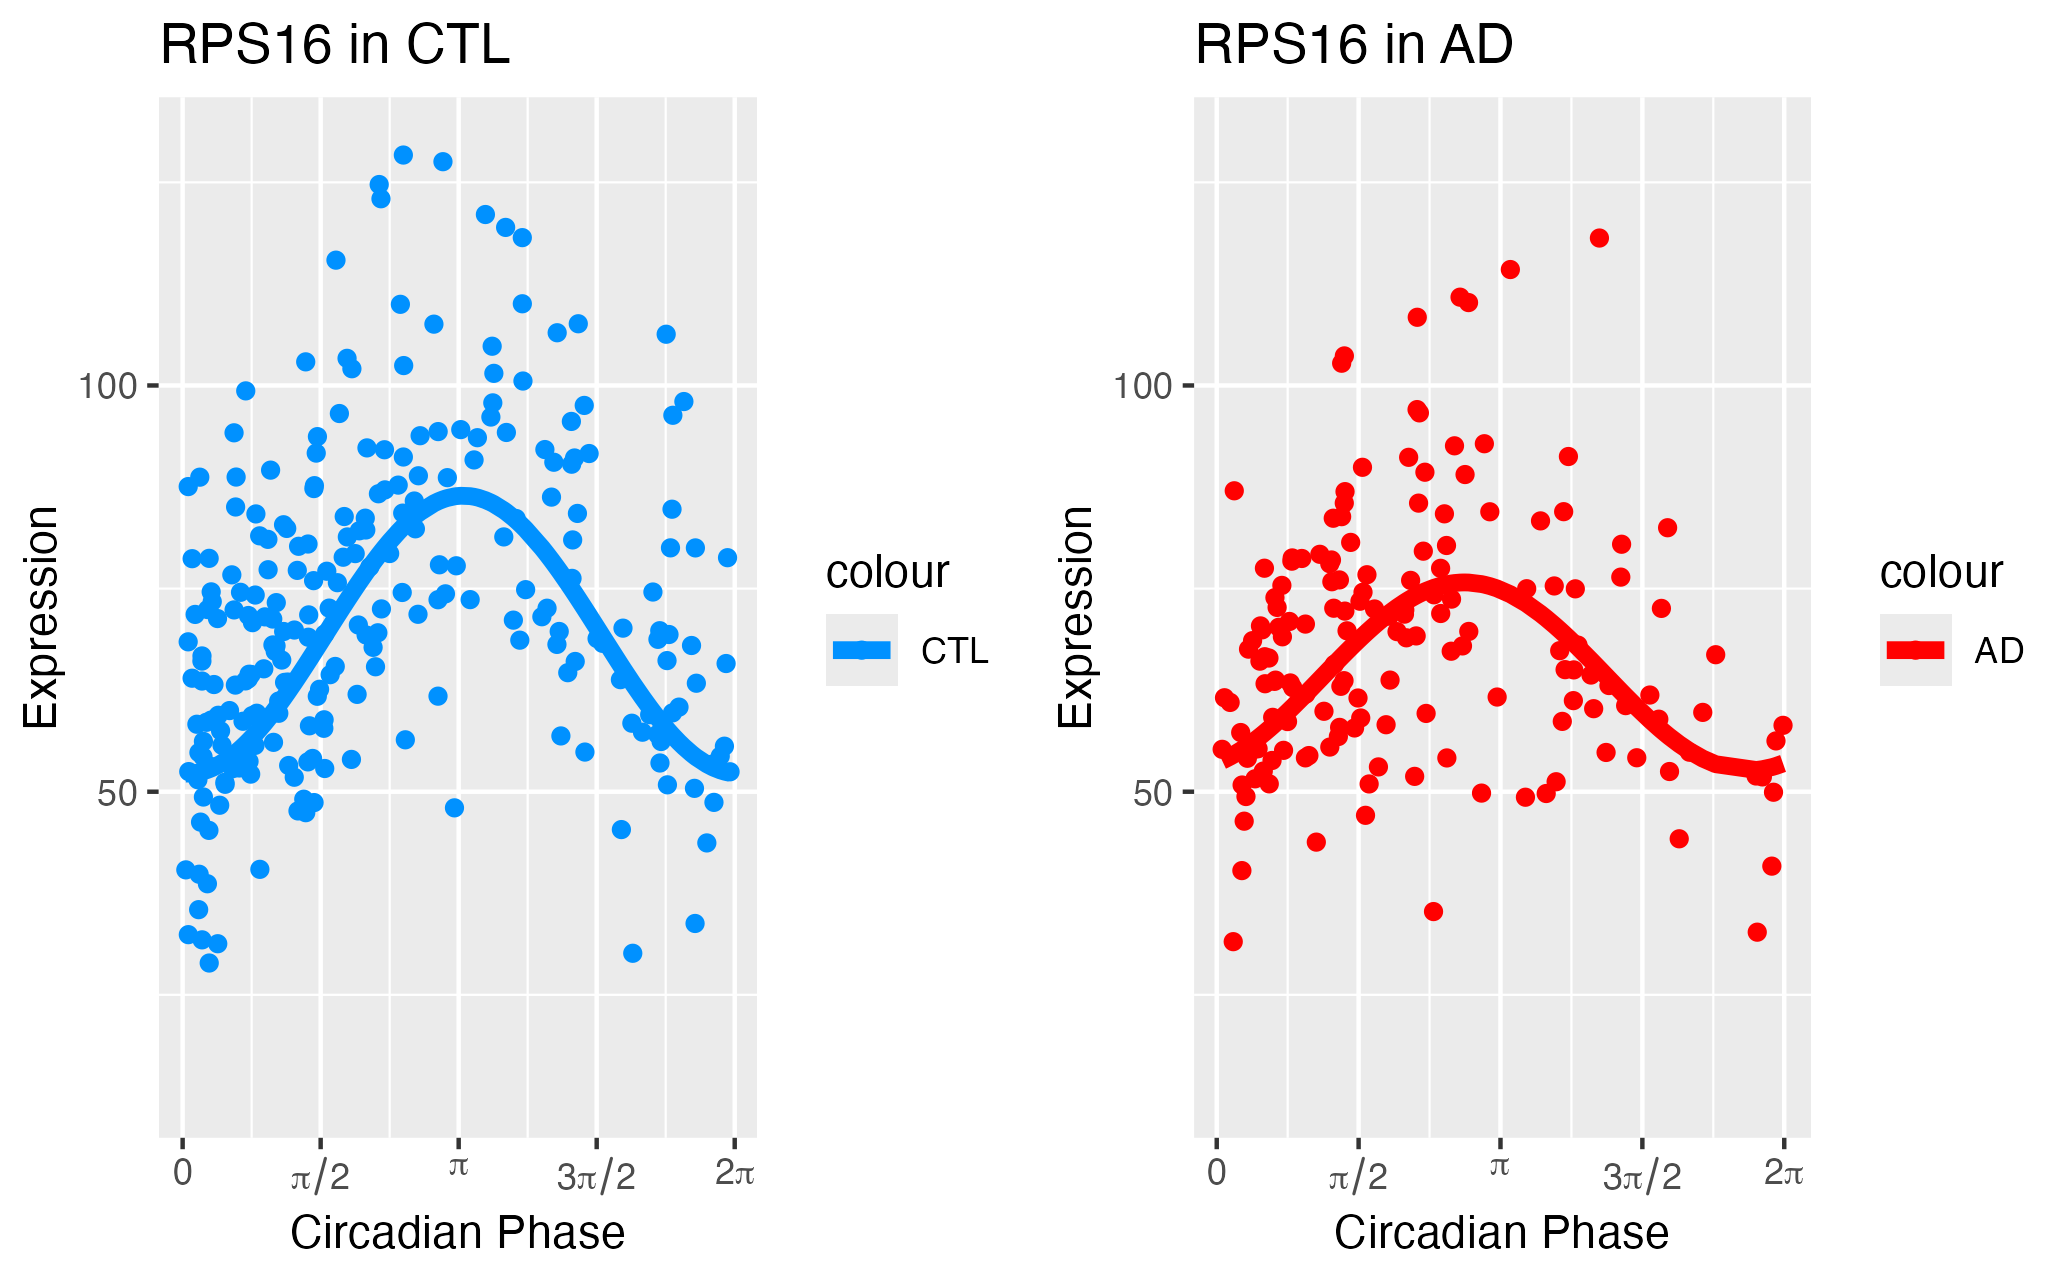 RPS16 in CTL
100
50
Expression
0 π/2 π 3π/2 2π
Circadian Phase
colour
CTL
RPS16 in AD
100
50
Expression
0 π/2 π 3π/2 2π
Circadian Phase
colour
AD